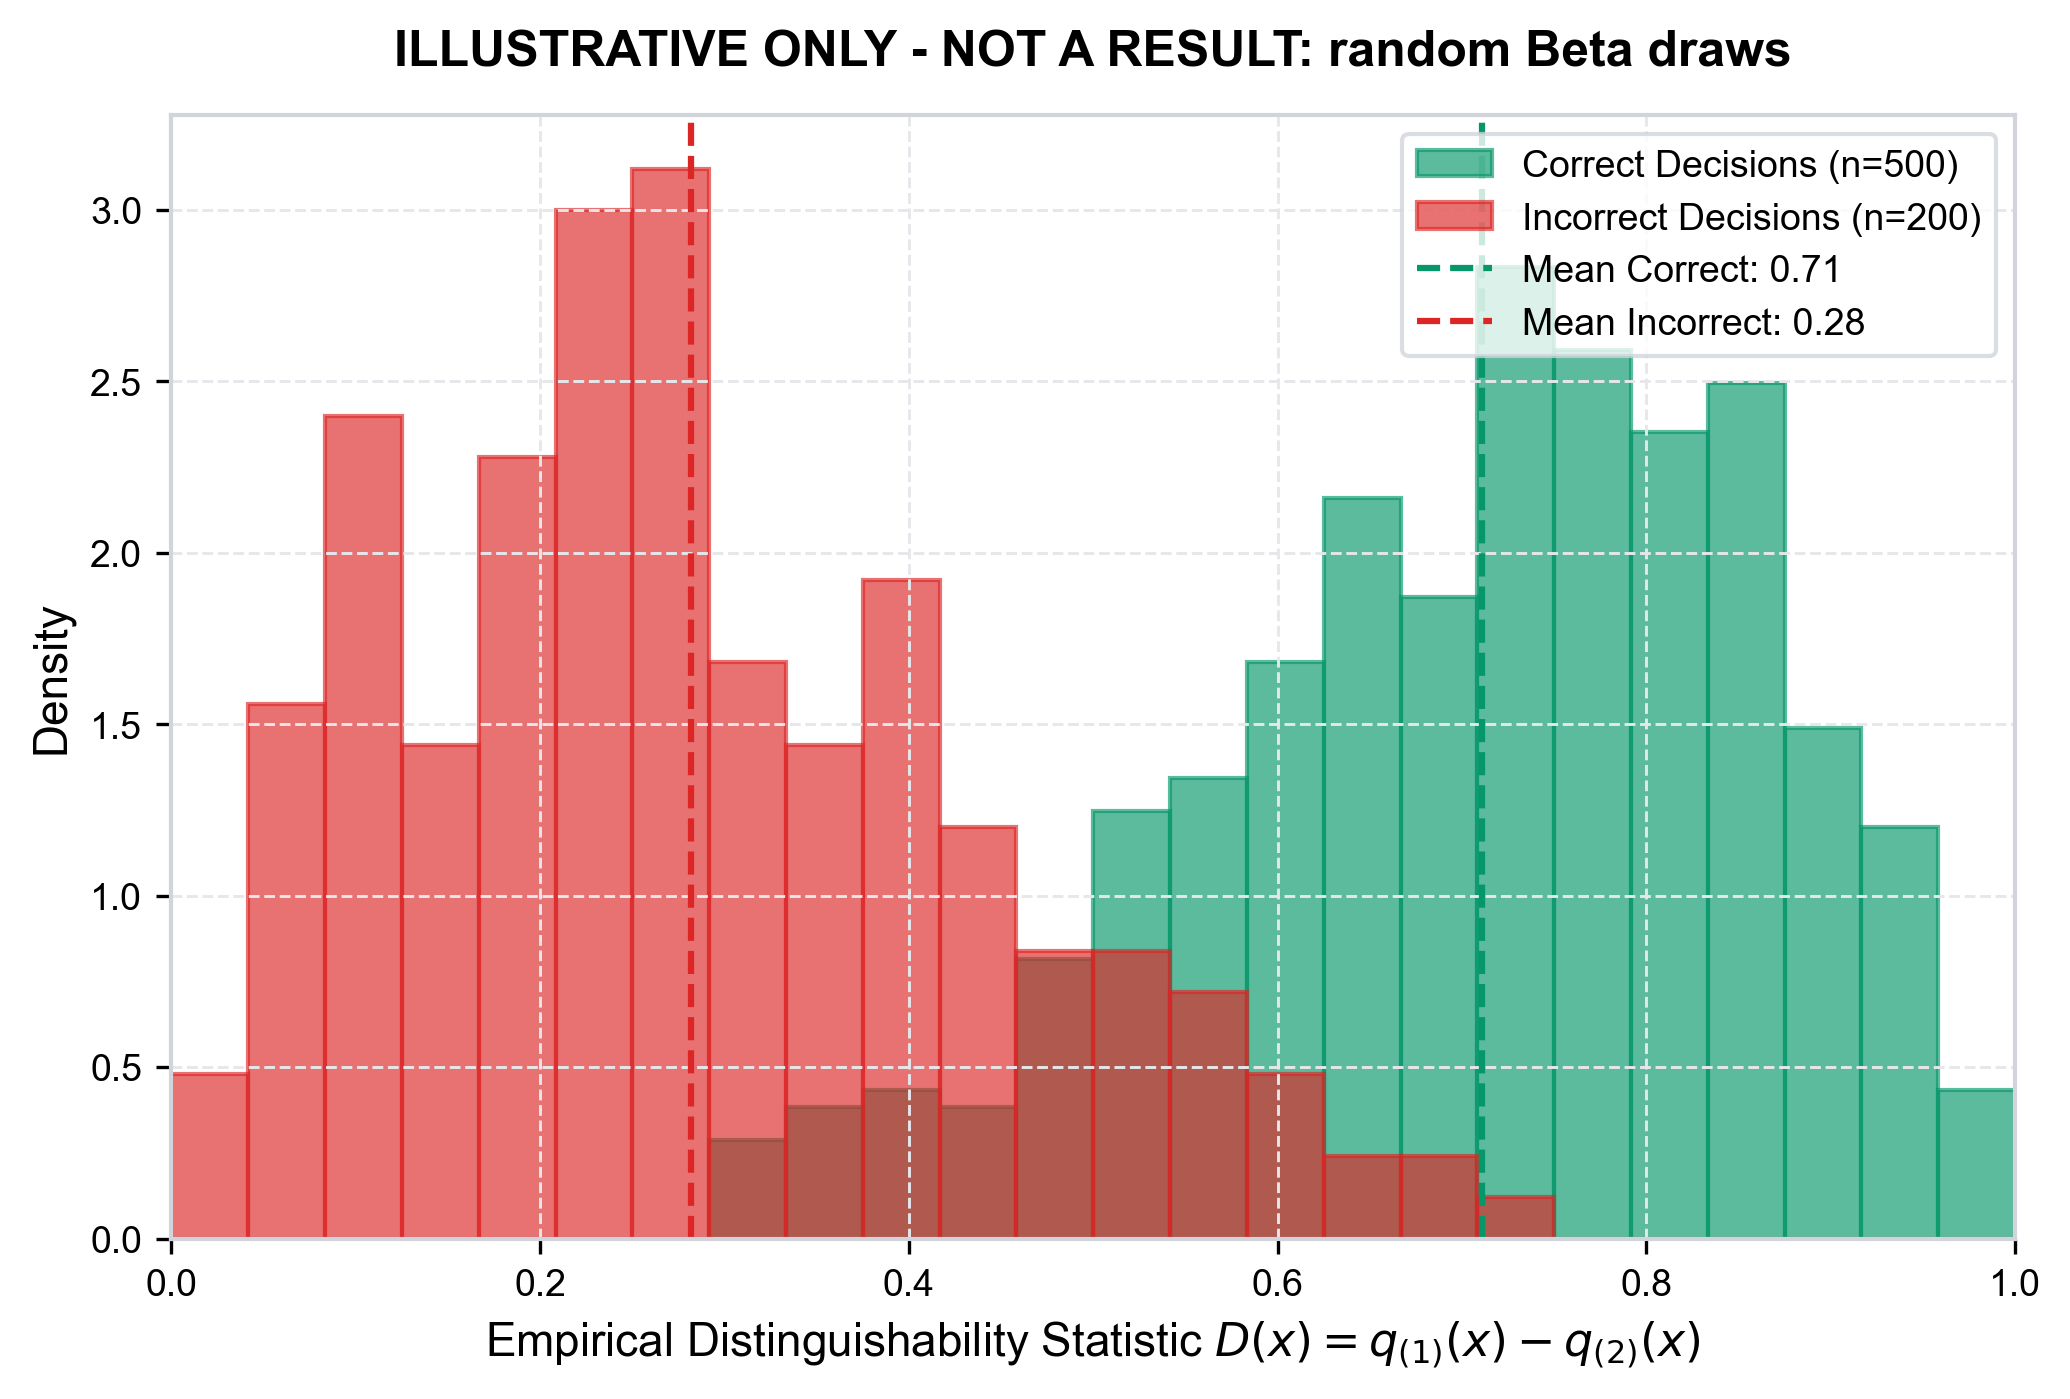 ILLUSTRATIVE ONLY - NOT A RESULT: random Beta draws
Correct Decisions (n=500)
Incorrect Decisions (n=200)
Mean Correct: 0.71
Mean Incorrect: 0.28
Density
3.0
2.5
2.0
1.5
1.0
0.5
0.0
0.0 0.2 0.4 0.6 0.8 1.0
Empirical Distinguishability Statistic D(x) = q₍₁₎(x) − q₍₂₎(x)